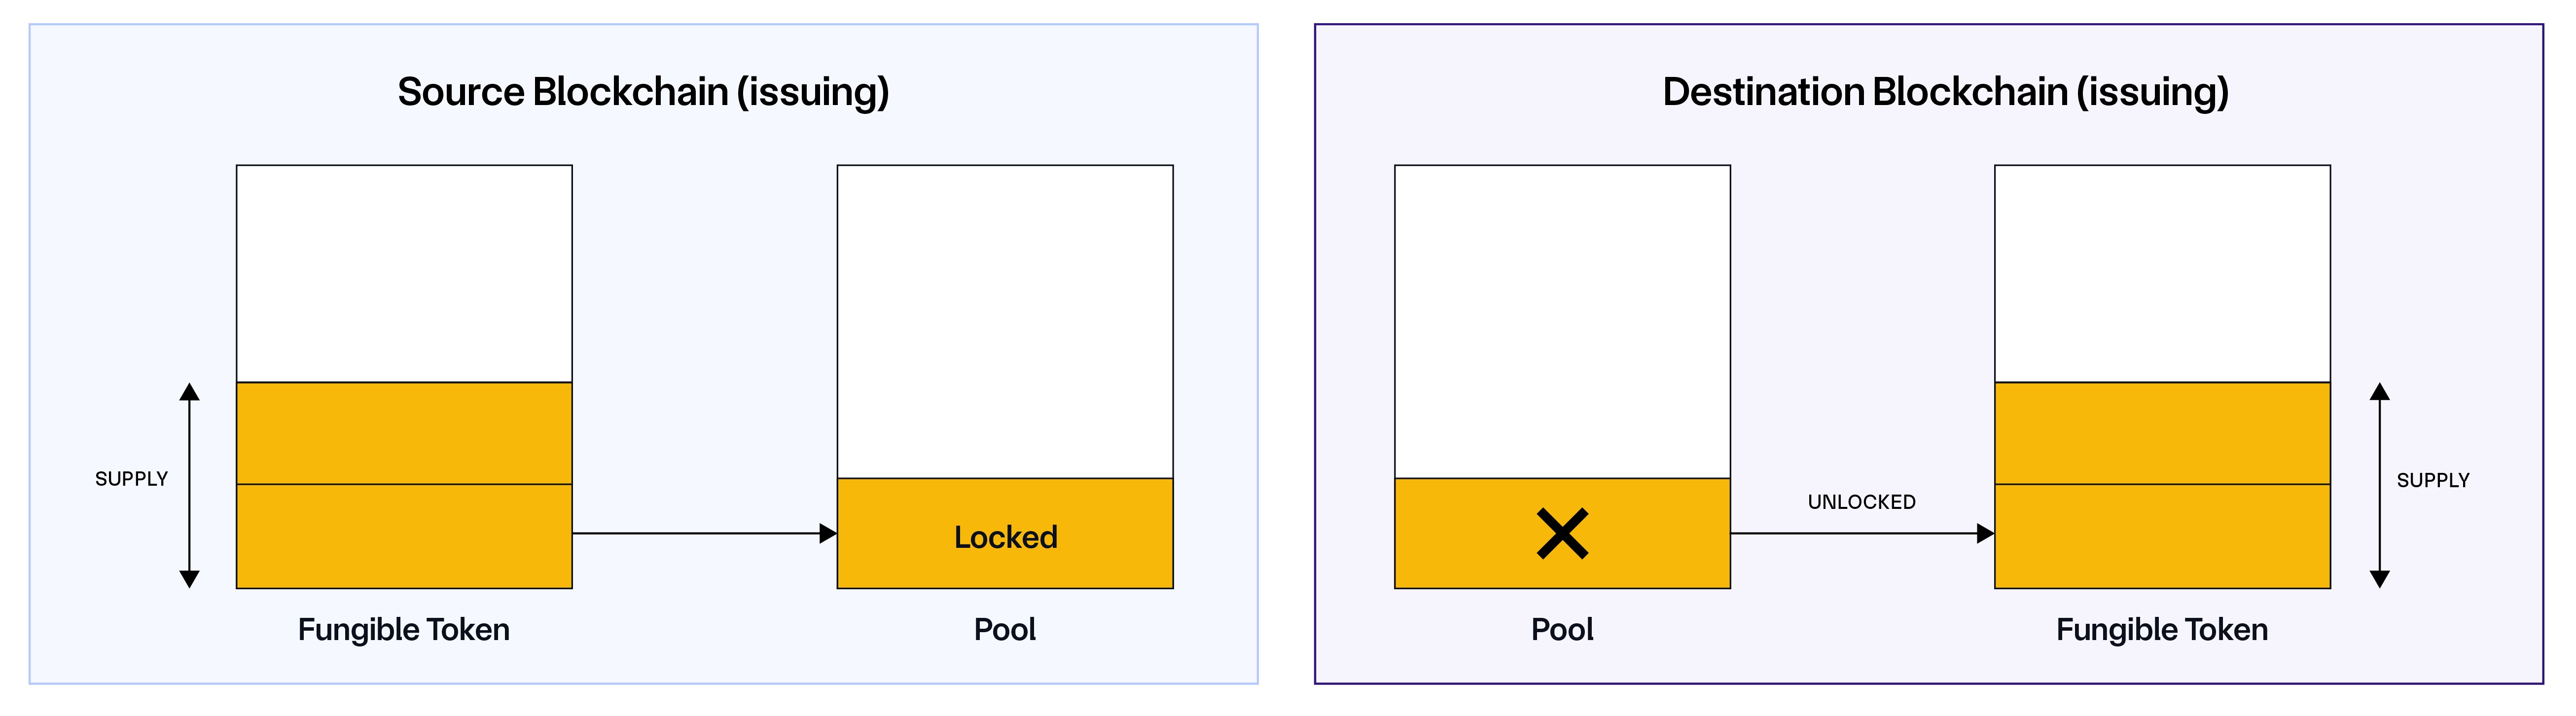 Source Blockchain (issuing)
SUPPLY
Locked
Fungible Token
Pool
Destination Blockchain (issuing)
UNLOCKED
SUPPLY
Pool
Fungible Token